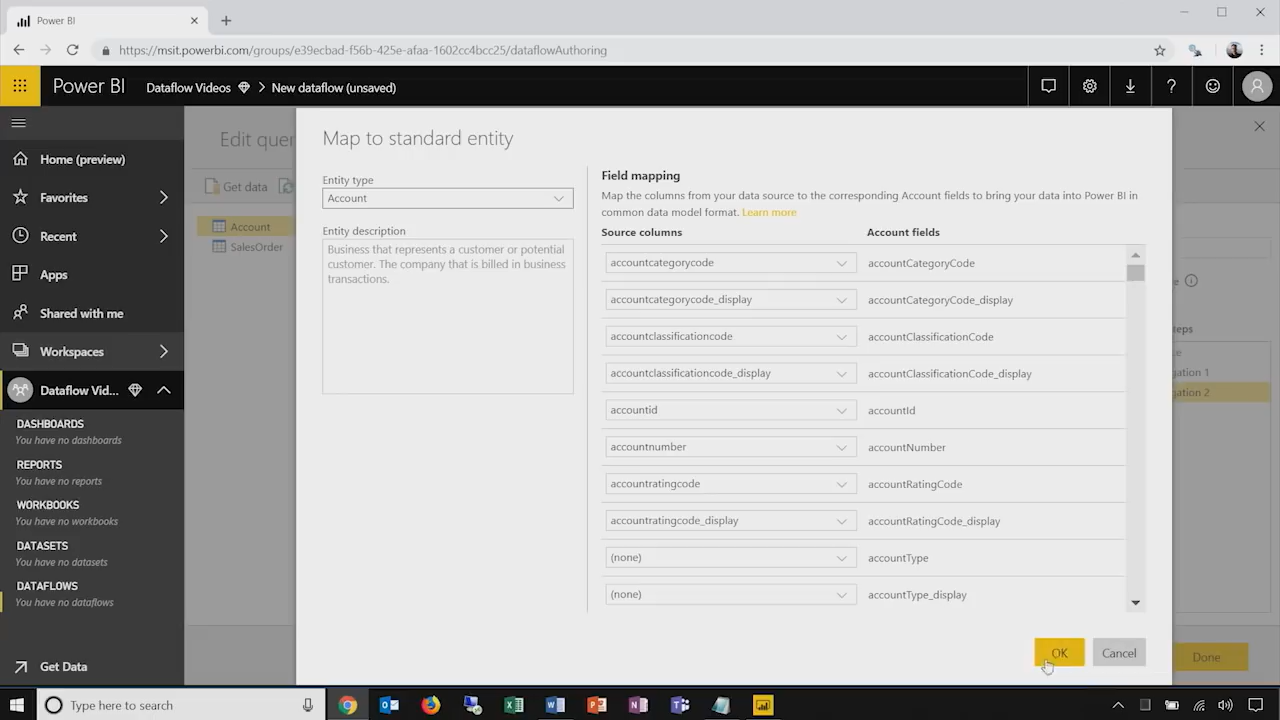 Power BI
https://msit.powerbi.com/groups/e39ecbad-f56b-425e-afaa-1602cc4bcc25/dataflowAuthoring
Power BI Dataflow Videos New dataflow (unsaved)
Home (preview)
Favorites
Recent
Apps
Shared with me
Workspaces
Dataflow Vid...
DASHBOARDS
You have no dashboards
REPORTS
You have no reports
WORKBOOKS
You have no workbooks
DATASETS
You have no datasets
DATAFLOWS
You have no dataflows
Get Data
Edit quer
Get data
Account
SalesOrder
Map to standard entity
Entity type
Account
Entity description
Business that represents a customer or potential
customer. The company that is billed in business
transactions.
Field mapping
Map the columns from your data source to the corresponding Account fields to bring your data into Power BI in
common data model format. Learn more
Source columns Account fields
accountcategorycode accountCategoryCode
accountcategorycode_display accountCategoryCode_display
accountclassificationcode accountClassificationCode
accountclassificationcode_display accountClassificationCode_display
accountid accountId
accountnumber accountNumber
accountratingcode accountRatingCode
accountratingcode_display accountRatingCode_display
(none) accountType
(none) accountType_display
OK Cancel
teps
gation 1
gation 2
Done
Type here to search